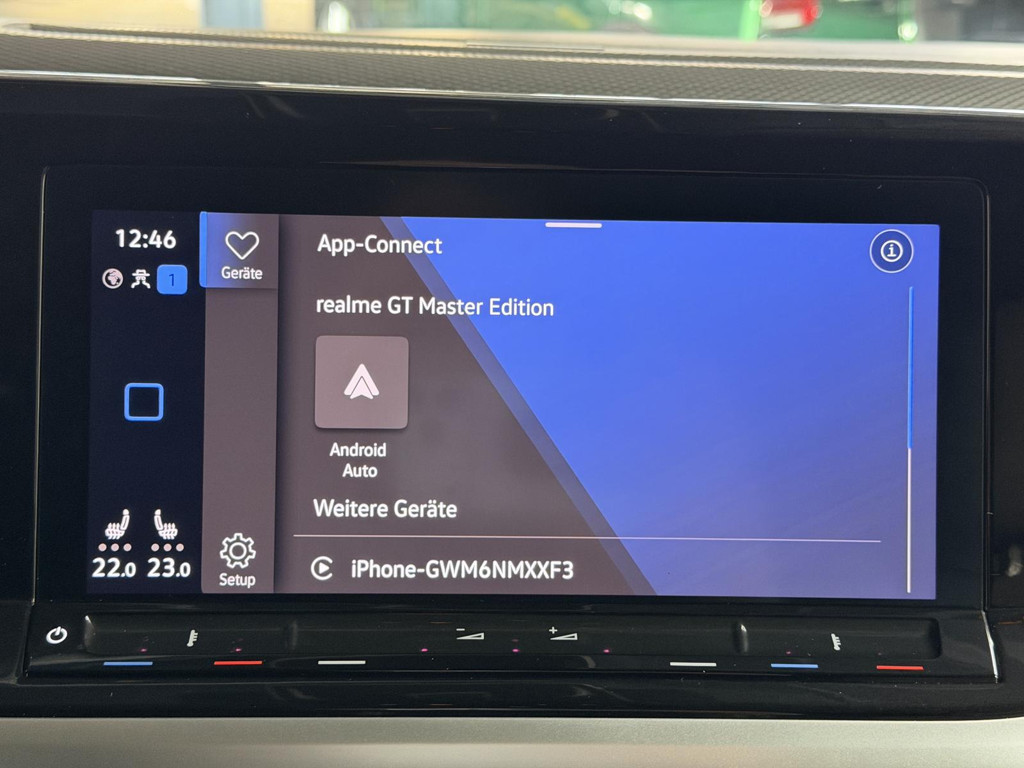 12:46
1
Geräte
App-Connect
realme GT Master Edition
Android
Auto
Weitere Geräte
iPhone-GWM6NMXXF3
22.0 23.0
Setup